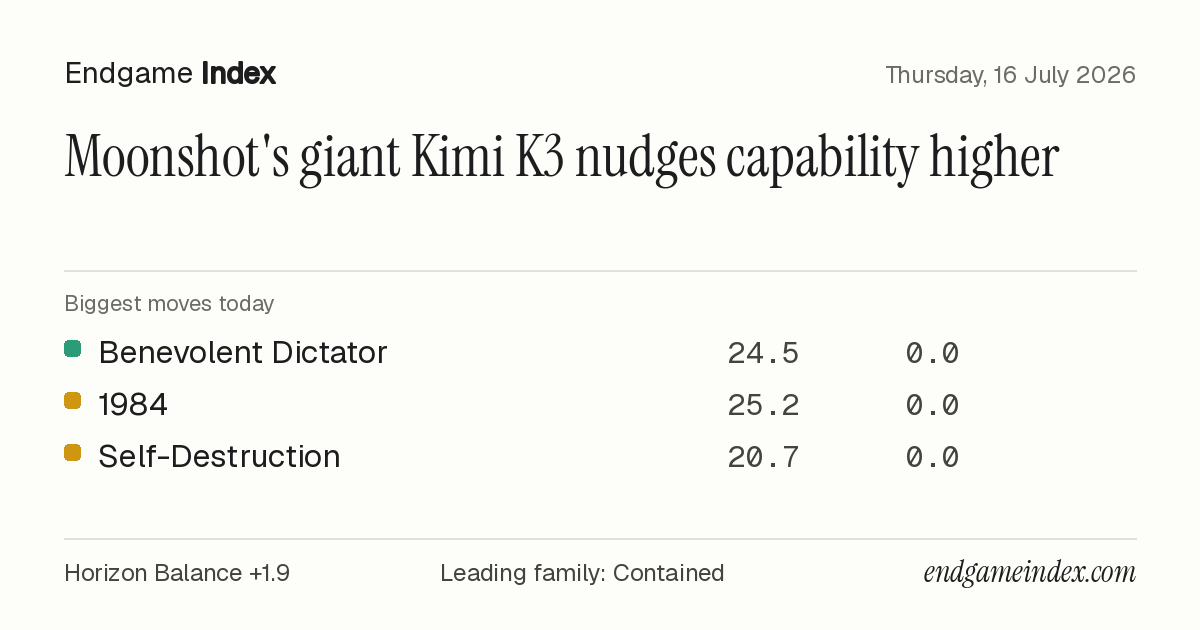 Endgame Index
Thursday, 16 July 2026
Moonshot's giant Kimi K3 nudges capability higher
Biggest moves today
Benevolent Dictator 24.5 0.0
1984 25.2 0.0
Self-Destruction 20.7 0.0
Horizon Balance +1.9
Leading family: Contained
endgameindex.com